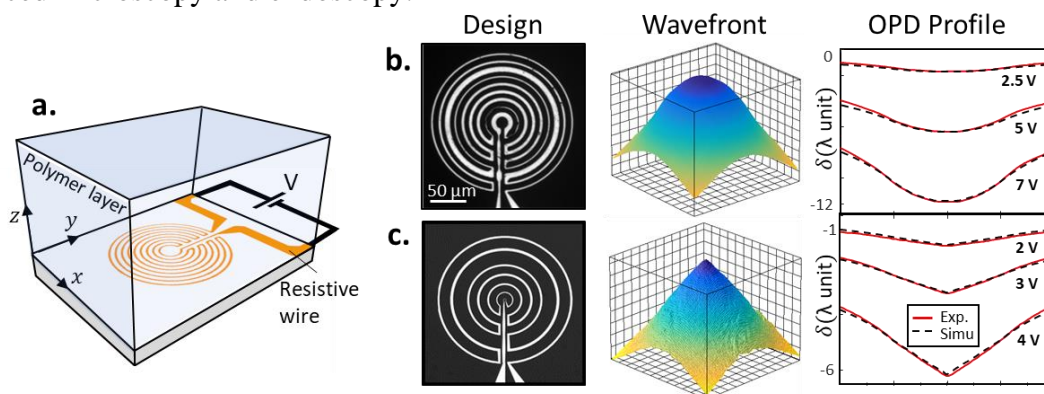 Design
Wavefront
OPD Profile
a.
Polymer layer
V
z
y
x
Resistive
wire
b.
50 μm
0
2.5 V
5 V
7 V
δ(λ unit)
-12
c.
-1
2 V
3 V
4 V
δ(λ unit)
Exp.
Simu
-6